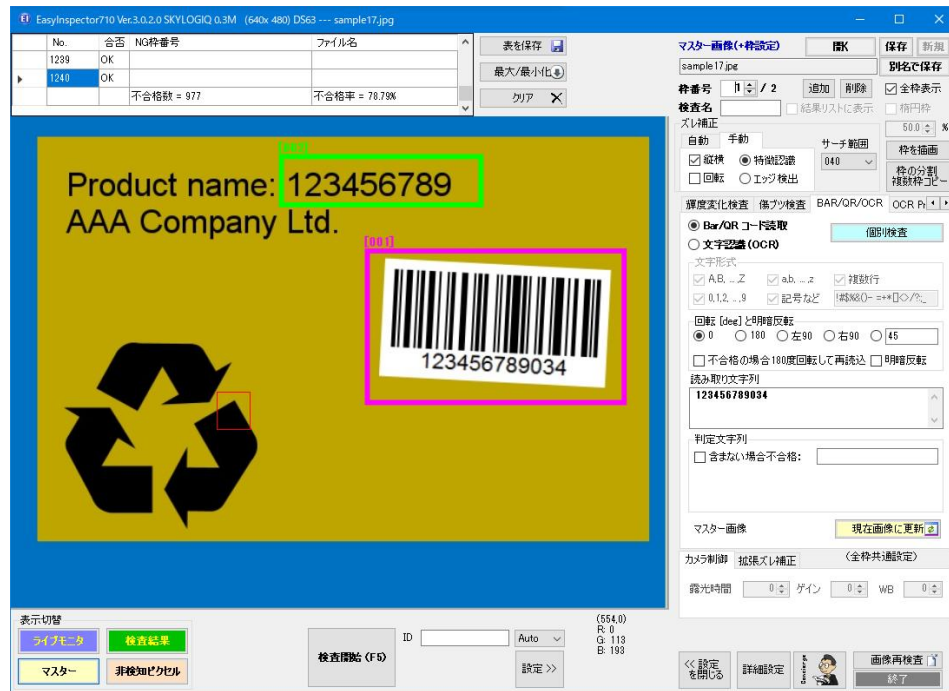 EasyInspector710 Ver.3.0.2.0 SKYLOGIQ 0.3M (640x 480) DS63 --- sample17.jpg
No. 合否 NG枠番号 ファイル名
1239 OK
1240 OK
不合格数 = 977 不合格率 = 78.79%
表を保存
最大/最小化
クリア
マスター画像(+枠設定) 開K 保存 新規
sample17.jpg 別名で保存
枠番号 1 / 2 追加 削除 全枠表示
検査名 結果リストに表示 楕円枠
ズレ補正 50.0 %
自動 手動 サーチ範囲 枠を描画
縦横 特徴認識 040
回転 エッジ検出 枠の分割
複数枠コピー
輝度変化検査 傷ブツ検査 BAR/QR/OCR OCR
Bar/QR コード読取 個別検査
文字認識(OCR)
文字形式
A,B, ...Z a,b, ...,z 複数行
0,1,2, ...,9 記号など
回転 [deg] と明暗反転
0 180 左90 右90 45
不合格の場合180度回転して再読込 明暗反転
読み取り文字列
123456789034
判定文字列
含まない場合不合格:
マスター画像 現在画像に更新
カメラ制御 拡張ズレ補正 (全枠共通設定)
露光時間 0 ゲイン 0 WB 0
[002]
Product name: 123456789
AAA Company Ltd.
[001]
123456789034
表示切替
ライブモニタ 検査結果
マスター 非検知ピクセル
検査開始 (F5)
ID Auto
設定 >>
(554,0)
R: 0
G: 113
B: 193
<< 設定
を閉じる
詳細設定
Concierge
画像再検査
終了